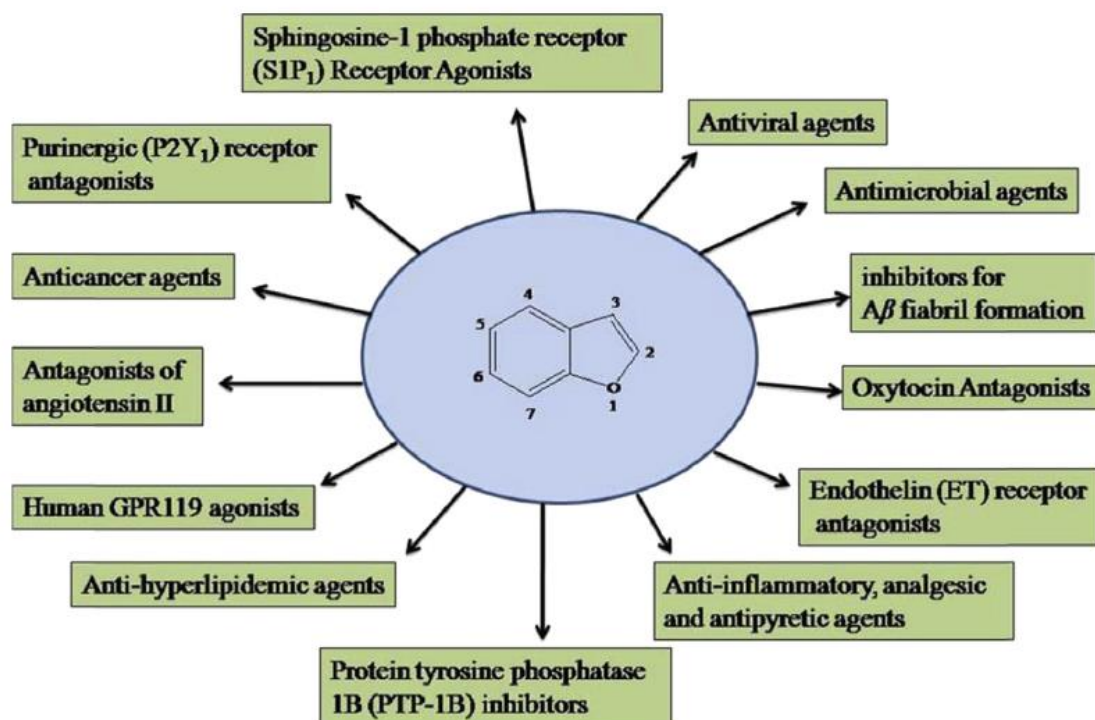 Sphingosine-1 phosphate receptor
(S1P₁) Receptor Agonists
Antiviral agents
Purinergic (P2Y₁) receptor
antagonists
Antimicrobial agents
Anticancer agents
inhibitors for
Aβ fiabril formation
4
3
5
2
6
O
7
1
Antagonists of
angiotensin II
Oxytocin Antagonists
Human GPR119 agonists
Endothelin (ET) receptor
antagonists
Anti-hyperlipidemic agents
Anti-inflammatory, analgesic
and antipyretic agents
Protein tyrosine phosphatase
1B (PTP-1B) inhibitors